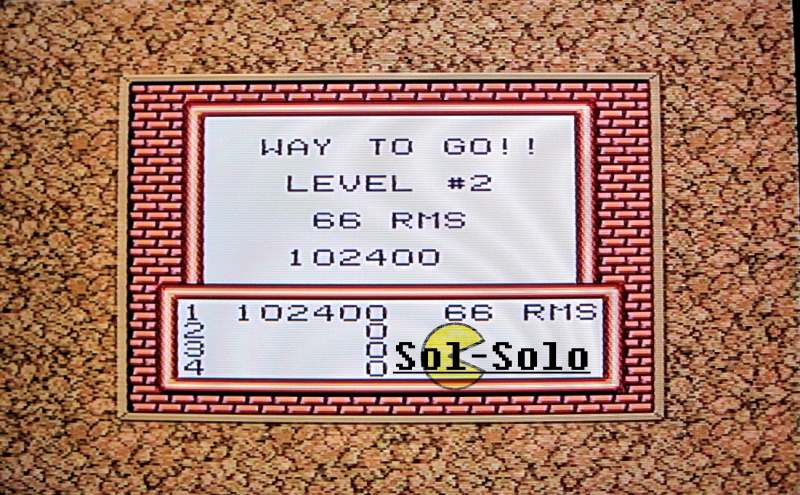 WAY TO GO!!
LEVEL #2
66 RMS
102400
1 102400 66 RMS
2 0
3 0
4 0
Sol-Solo